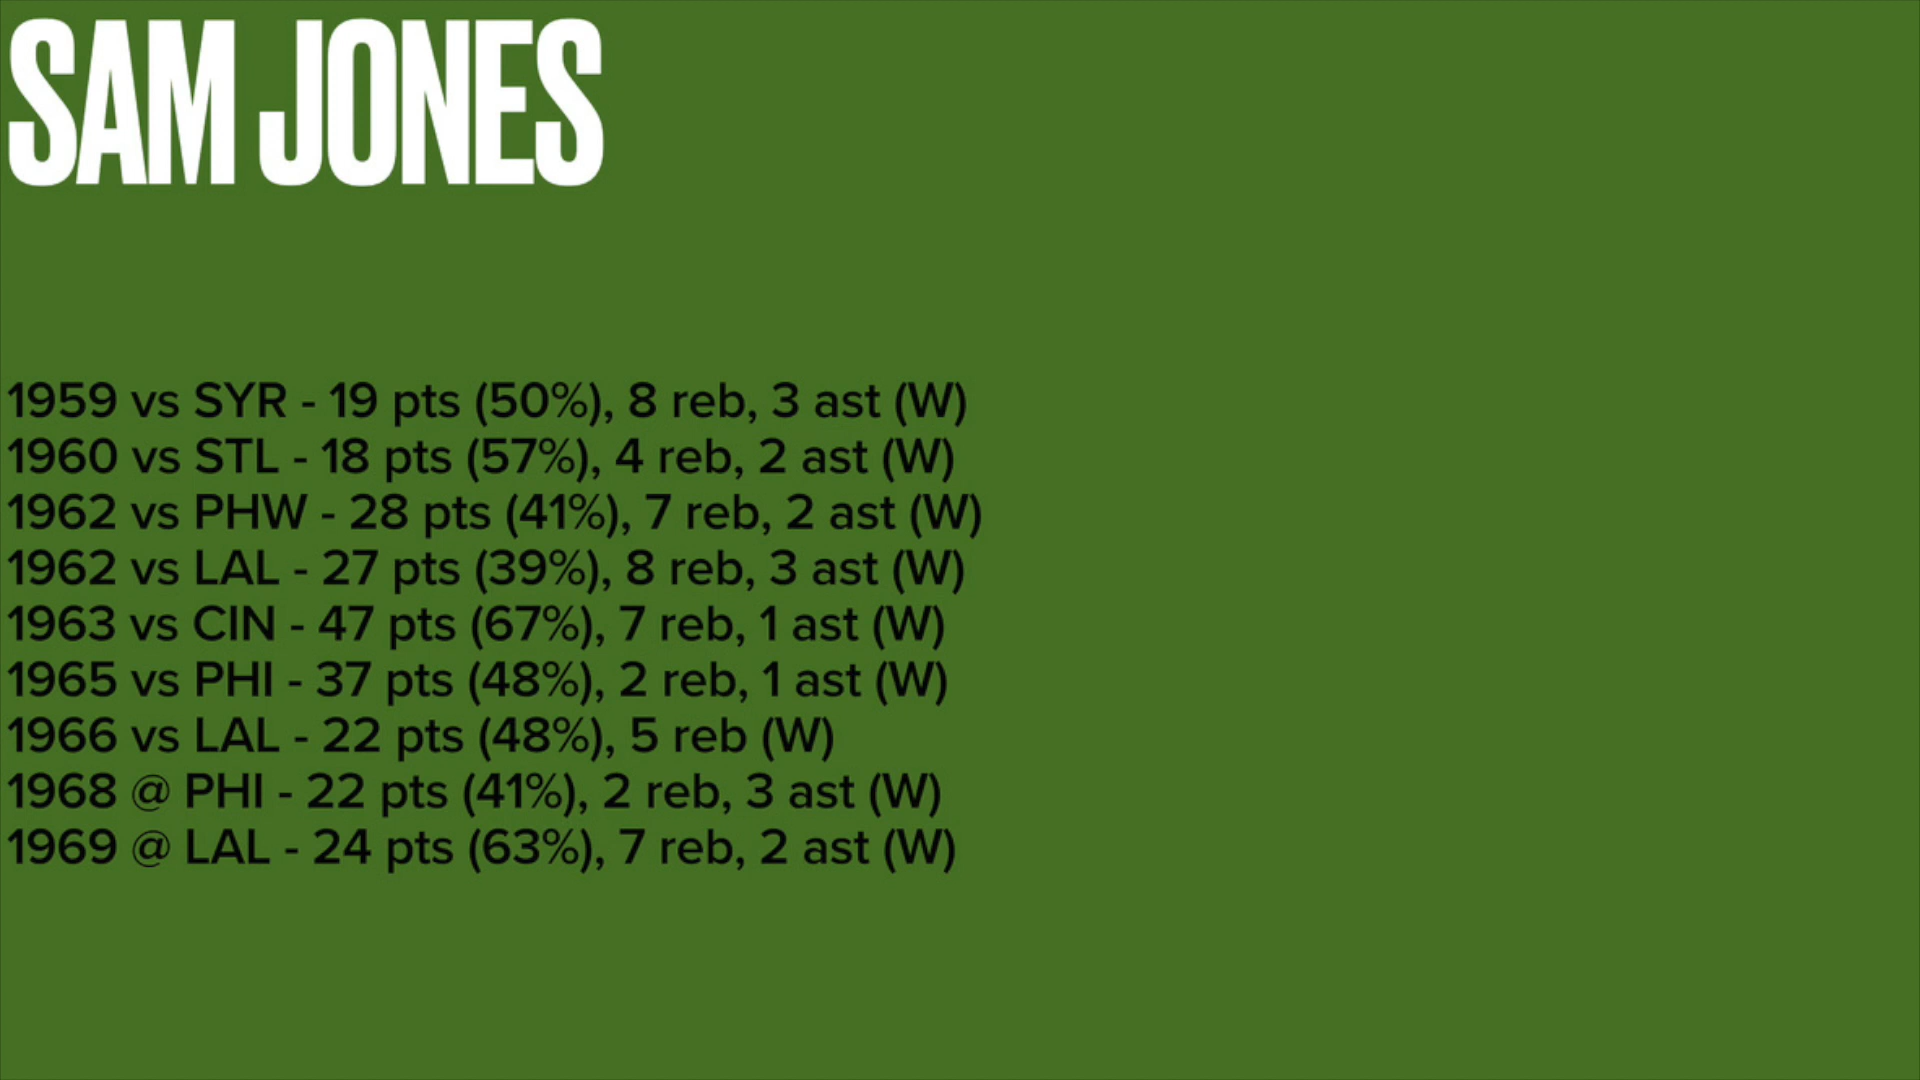 SAM JONES
1959 vs SYR - 19 pts (50%), 8 reb, 3 ast (W)
1960 vs STL - 18 pts (57%), 4 reb, 2 ast (W)
1962 vs PHW - 28 pts (41%), 7 reb, 2 ast (W)
1962 vs LAL - 27 pts (39%), 8 reb, 3 ast (W)
1963 vs CIN - 47 pts (67%), 7 reb, 1 ast (W)
1965 vs PHI - 37 pts (48%), 2 reb, 1 ast (W)
1966 vs LAL - 22 pts (48%), 5 reb (W)
1968 @ PHI - 22 pts (41%), 2 reb, 3 ast (W)
1969 @ LAL - 24 pts (63%), 7 reb, 2 ast (W)